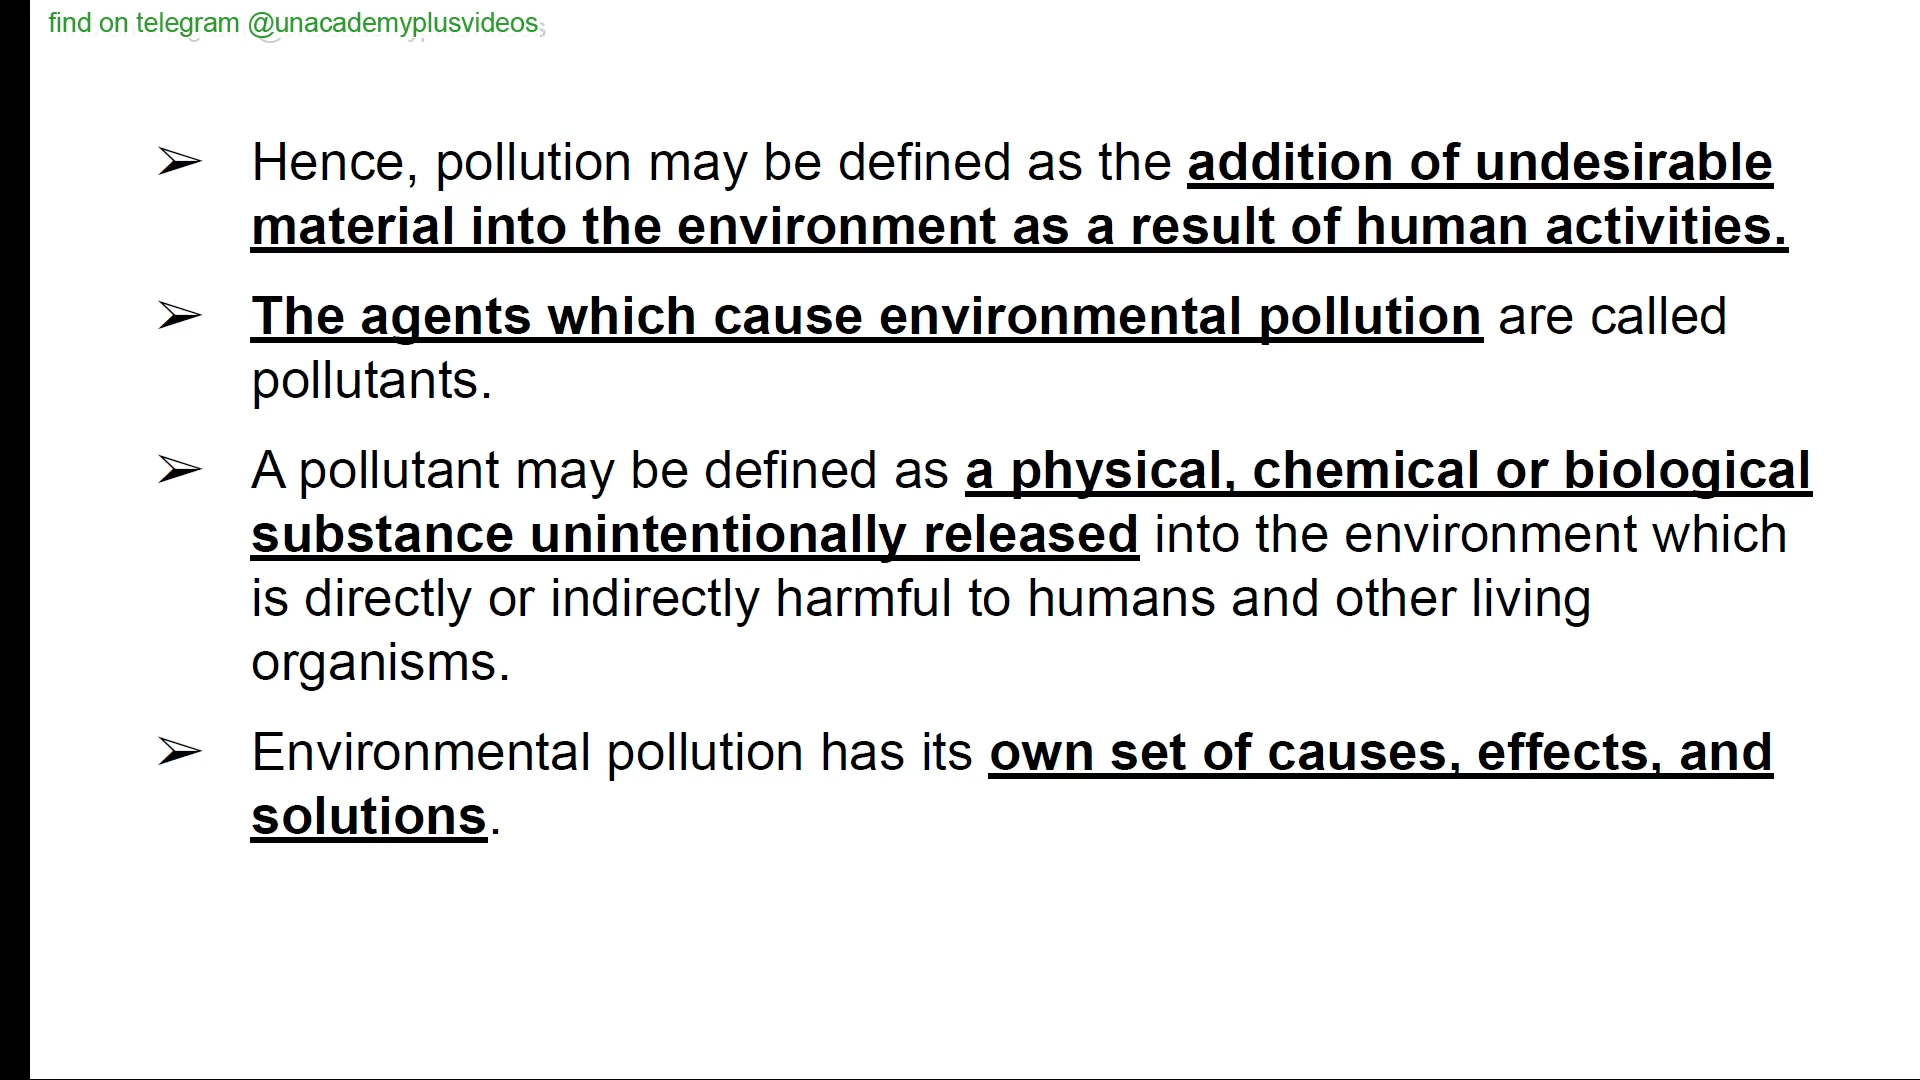 find on telegram @unacademyplusvideos
➢ Hence, pollution may be defined as the addition of undesirable
material into the environment as a result of human activities.
➢ The agents which cause environmental pollution are called
pollutants.
➢ A pollutant may be defined as a physical, chemical or biological
substance unintentionally released into the environment which
is directly or indirectly harmful to humans and other living
organisms.
➢ Environmental pollution has its own set of causes, effects, and
solutions.